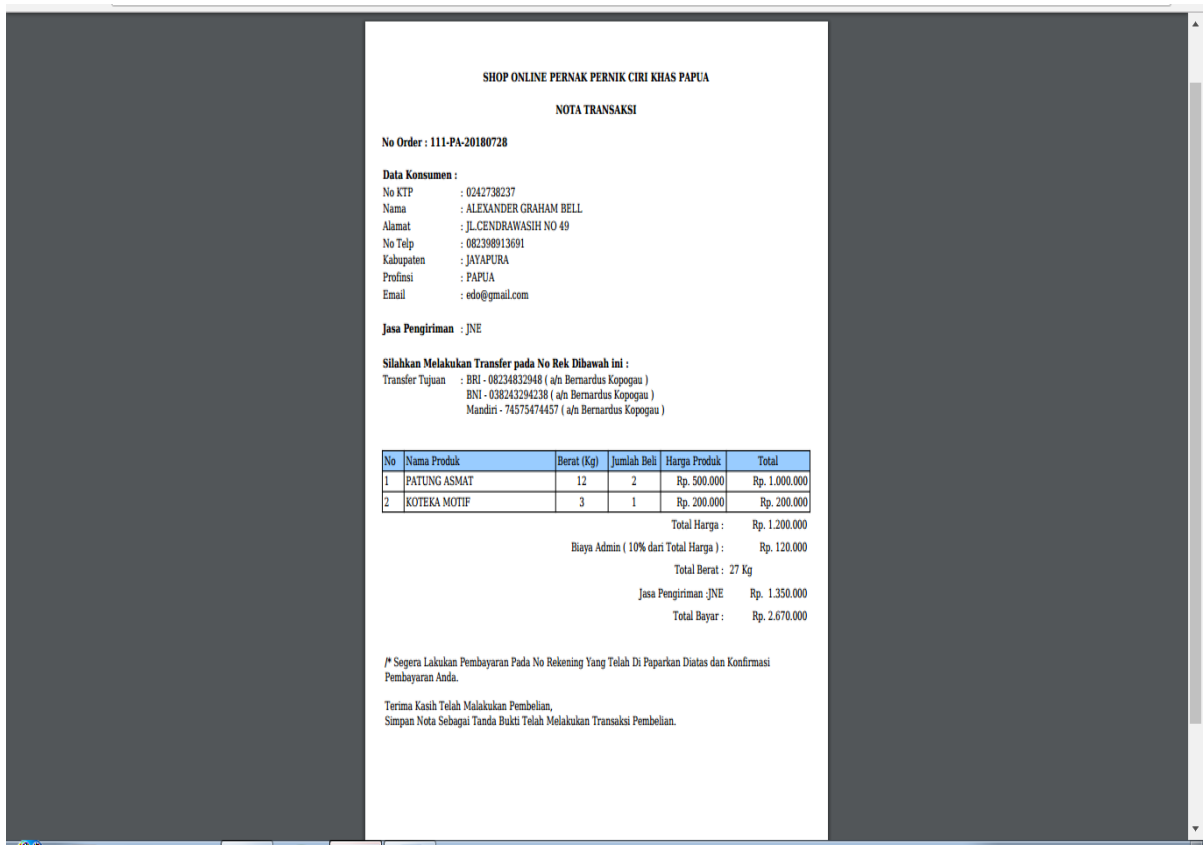 SHOP ONLINE PERNAK PERNIK CIRI KHAS PAPUA
NOTA TRANSAKSI
No Order : 111-PA-20180728
Data Konsumen :
No KTP : 0242738237
Nama : ALEXANDER GRAHAM BELL
Alamat : JL.CENDRAWASIH NO 49
No Telp : 082398913691
Kabupaten : JAYAPURA
Profinsi : PAPUA
Email : edo@gmail.com
Jasa Pengiriman : JNE
Silahkan Melakukan Transfer pada No Rek Dibawah ini :
Transfer Tujuan : BRI - 08234832948 ( a/n Bernardus Kopogau )
BNI - 038243294238 ( a/n Bernardus Kopogau )
Mandiri - 74575474457 ( a/n Bernardus Kopogau )
No Nama Produk Berat (Kg) Jumlah Beli Harga Produk Total
1 PATUNG ASMAT 12 2 Rp. 500.000 Rp. 1.000.000
2 KOTEKA MOTIF 3 1 Rp. 200.000 Rp. 200.000
Total Harga : Rp. 1.200.000
Biaya Admin ( 10% dari Total Harga ) : Rp. 120.000
Total Berat : 27 Kg
Jasa Pengiriman :JNE Rp. 1.350.000
Total Bayar : Rp. 2.670.000
/* Segera Lakukan Pembayaran Pada No Rekening Yang Telah Di Paparkan Diatas dan Konfirmasi
Pembayaran Anda.
Terima Kasih Telah Malakukan Pembelian,
Simpan Nota Sebagai Tanda Bukti Telah Melakukan Transaksi Pembelian.